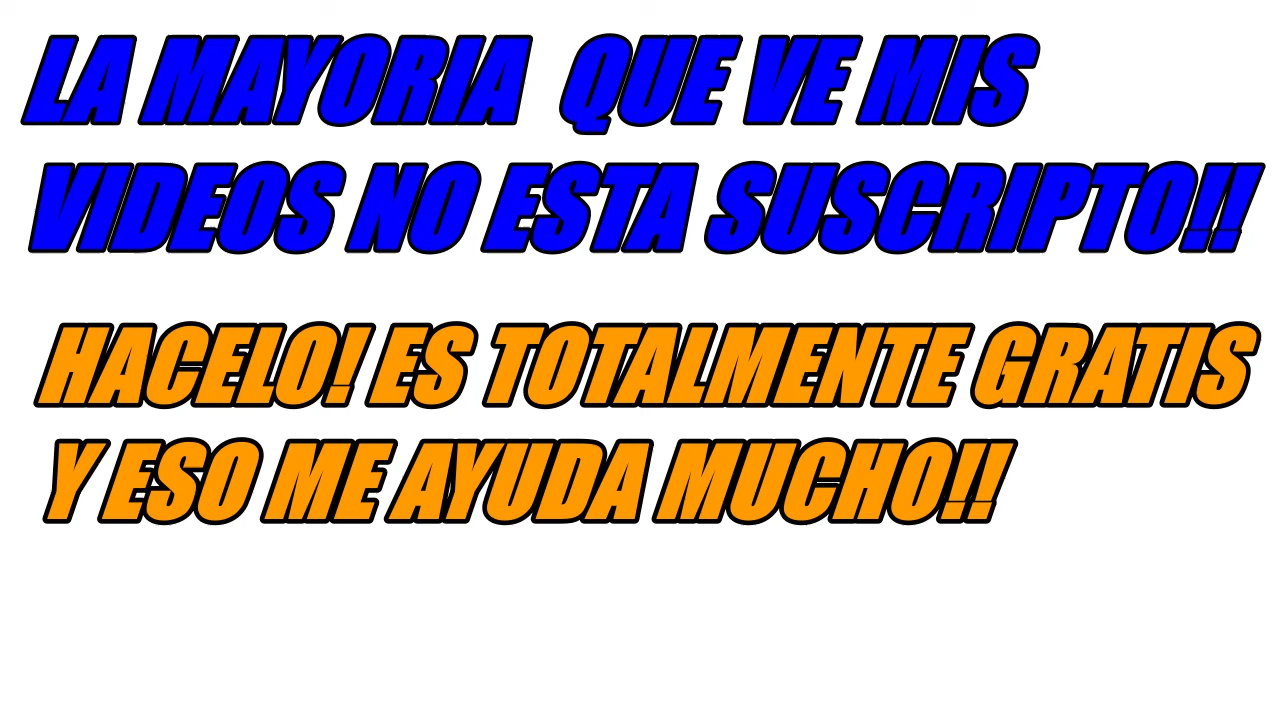 LA MAYORIA  QUE VE MIS
VIDEOS NO ESTA SUSCRIPTO!!
HACELO! ES TOTALMENTE GRATIS
Y ESO ME AYUDA MUCHO!!